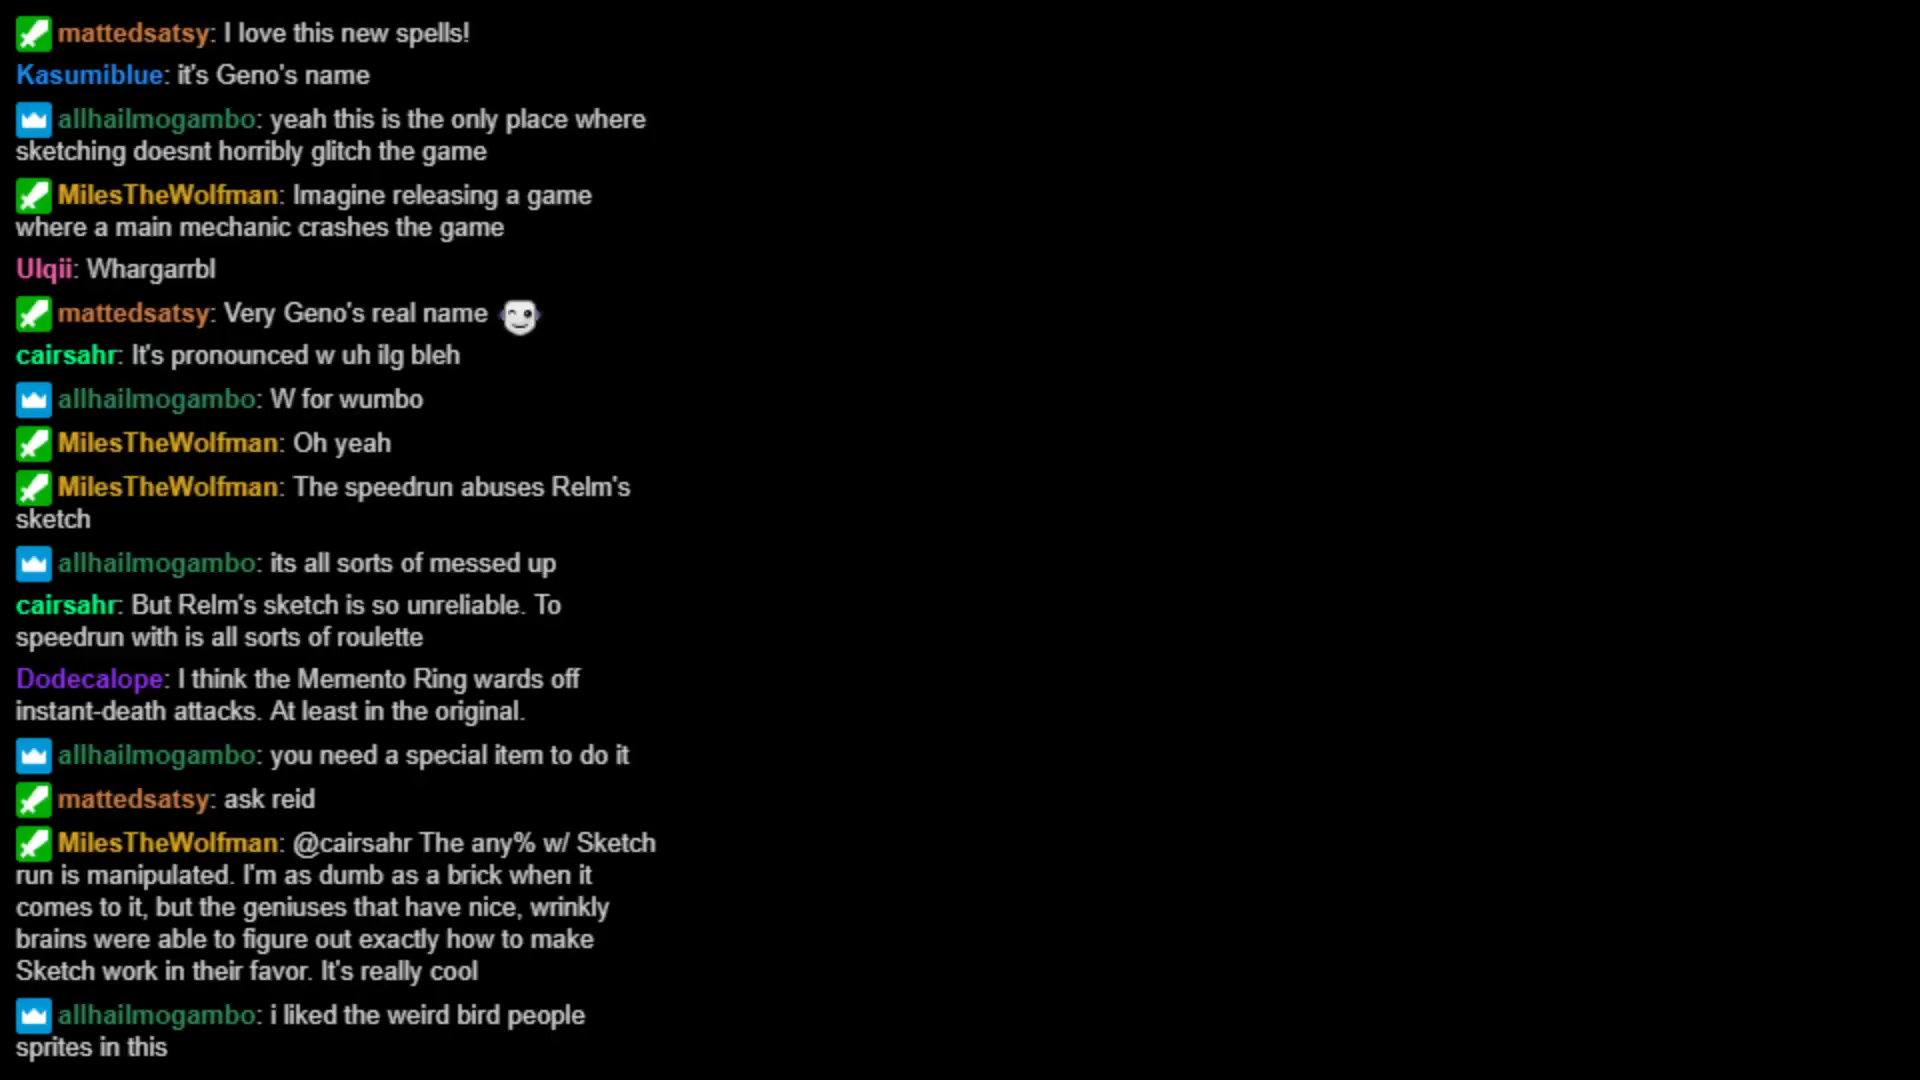 mattedsatsy: I love this new spells!
Kasumiblue: it's Geno's name
allhailmogambo: yeah this is the only place where
sketching doesnt horribly glitch the game
MilesTheWolfman: Imagine releasing a game
where a main mechanic crashes the game
Ulqii: Whargarrbl
mattedsatsy: Very Geno's real name
cairsahr: It's pronounced w uh ilg bleh
allhailmogambo: W for wumbo
MilesTheWolfman: Oh yeah
MilesTheWolfman: The speedrun abuses Relm's
sketch
allhailmogambo: its all sorts of messed up
cairsahr: But Relm's sketch is so unreliable. To
speedrun with is all sorts of roulette
Dodecalope: I think the Memento Ring wards off
instant-death attacks. At least in the original.
allhailmogambo: you need a special item to do it
mattedsatsy: ask reid
MilesTheWolfman: @cairsahr The any% w/ Sketch
run is manipulated. I'm as dumb as a brick when it
comes to it, but the geniuses that have nice, wrinkly
brains were able to figure out exactly how to make
Sketch work in their favor. It's really cool
allhailmogambo: i liked the weird bird people
sprites in this